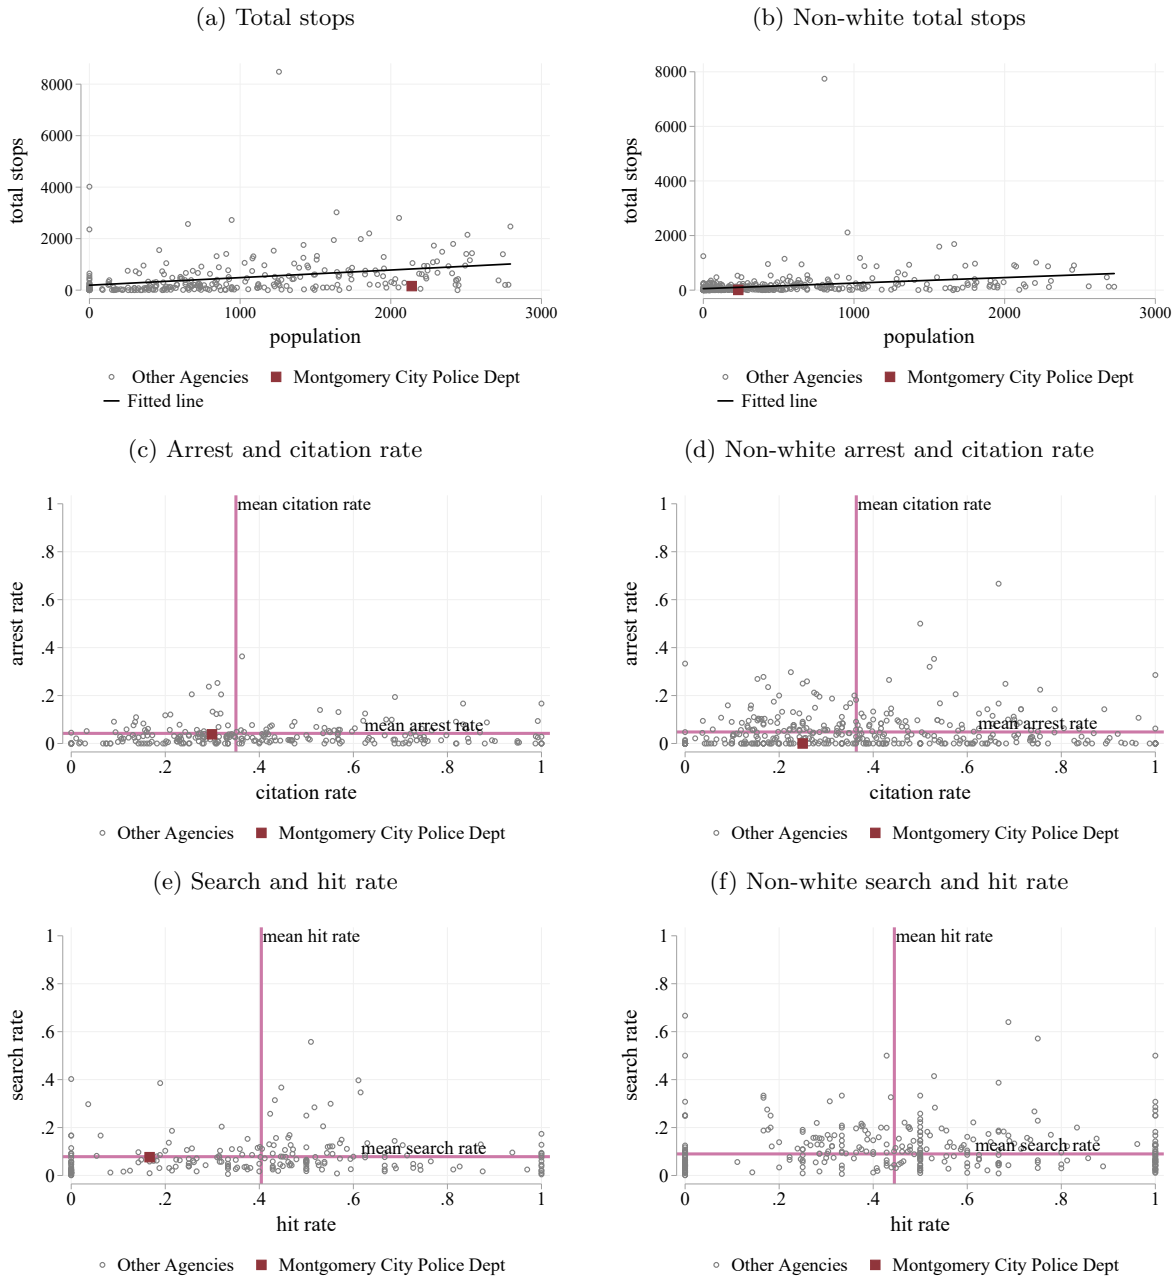 (a) Total stops
(b) Non-white total stops
total stops
8000
6000
4000
2000
0
0 1000 2000 3000
population
Other Agencies Montgomery City Police Dept
Fitted line
total stops
8000
6000
4000
2000
0
0 1000 2000 3000
population
Other Agencies Montgomery City Police Dept
Fitted line
(c) Arrest and citation rate
(d) Non-white arrest and citation rate
arrest rate
1
.8
.6
.4
.2
0
mean citation rate
mean arrest rate
0 .2 .4 .6 .8 1
citation rate
Other Agencies Montgomery City Police Dept
arrest rate
1
.8
.6
.4
.2
0
mean citation rate
mean arrest rate
0 .2 .4 .6 .8 1
citation rate
Other Agencies Montgomery City Police Dept
(e) Search and hit rate
(f) Non-white search and hit rate
search rate
1
.8
.6
.4
.2
0
mean hit rate
mean search rate
0 .2 .4 .6 .8 1
hit rate
Other Agencies Montgomery City Police Dept
search rate
1
.8
.6
.4
.2
0
mean hit rate
mean search rate
0 .2 .4 .6 .8 1
hit rate
Other Agencies Montgomery City Police Dept